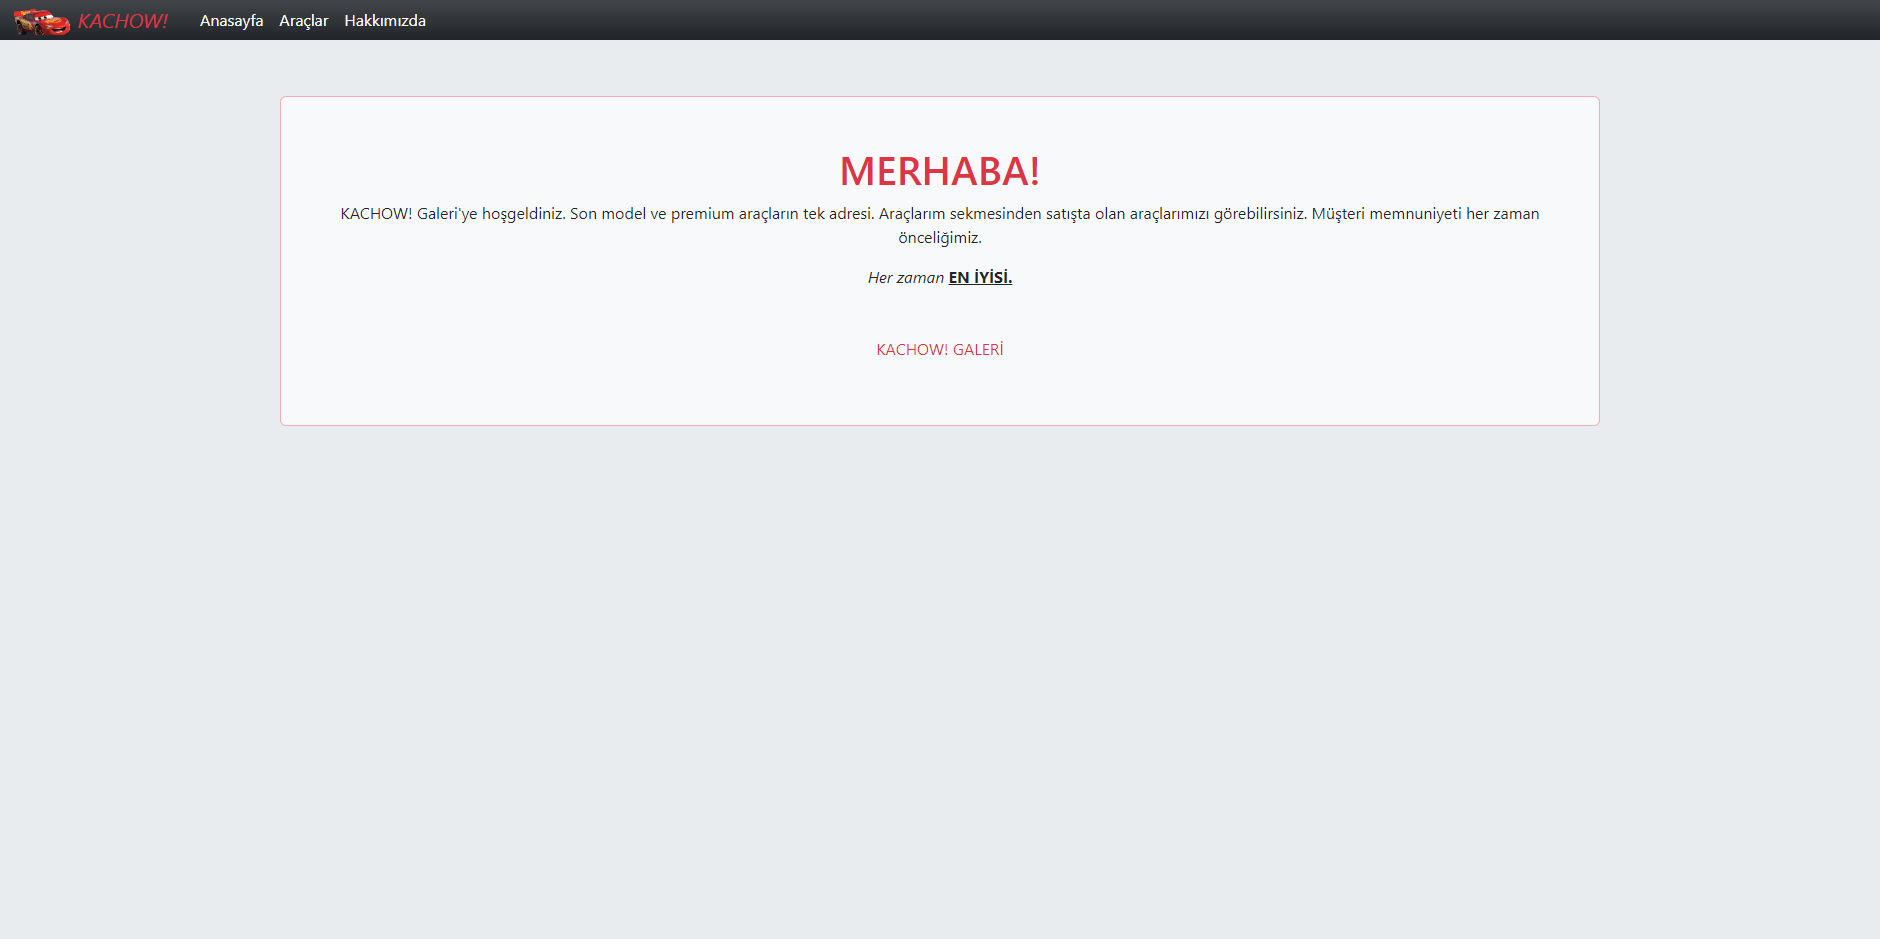 KACHOW! Anasayfa Araçlar Hakkımızda
MERHABA!
KACHOW! Galeri'ye hoşgeldiniz. Son model ve premium araçların tek adresi. Araçlarım sekmesinden satışta olan araçlarımızı görebilirsiniz. Müşteri memnuniyeti her zaman
önceliğimiz.
Her zaman EN İYİSİ.
KACHOW! GALERİ